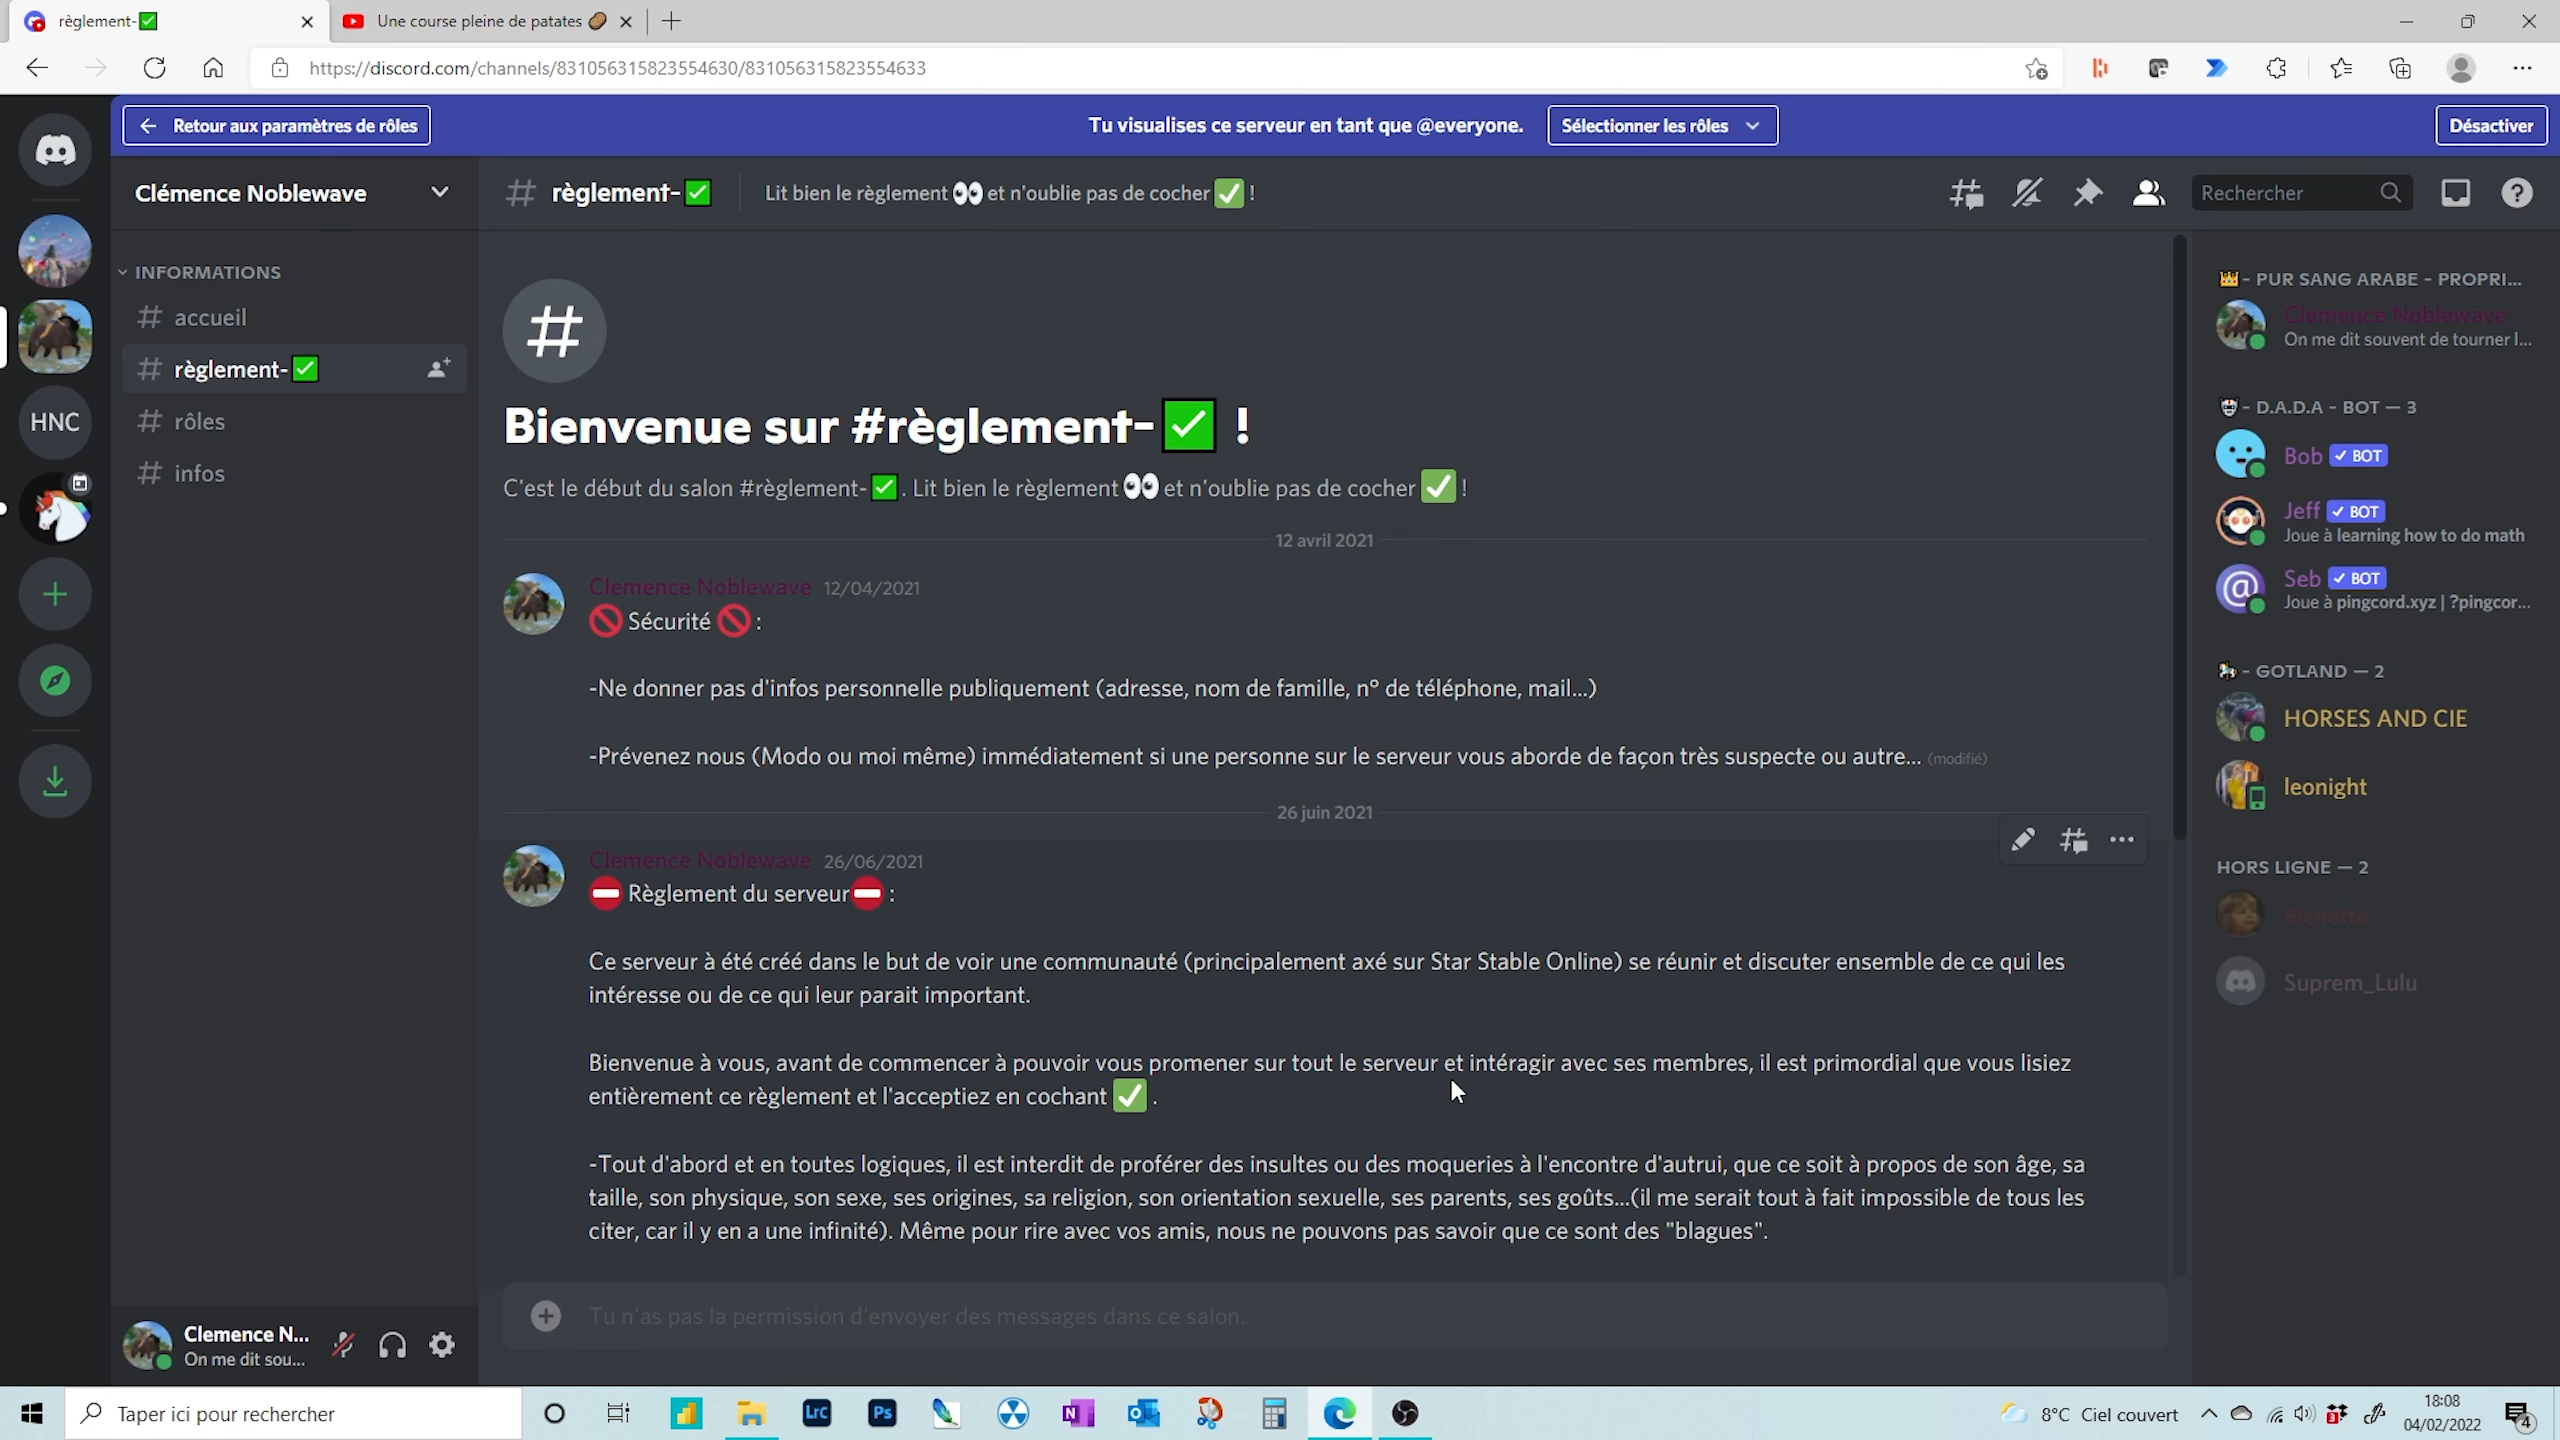 règlement-✅
Une course pleine de patates 🥔
https://discord.com/channels/831056315823554630/831056315823554633
Retour aux paramètres de rôles
Tu visualises ce serveur en tant que @everyone.
Sélectionner les rôles
Désactiver
Clémence Noblewave
règlement-✅
Lit bien le règlement 👀 et n'oublie pas de cocher ✅ !
Rechercher
INFORMATIONS
accueil
règlement-✅
rôles
infos
HNC
Bienvenue sur #règlement-✅ !
C'est le début du salon #règlement-✅. Lit bien le règlement 👀 et n'oublie pas de cocher ✅ !
12 avril 2021
Clemence Noblewave 12/04/2021
🚫 Sécurité 🚫 :
-Ne donner pas d'infos personnelle publiquement (adresse, nom de famille, n° de téléphone, mail...)
-Prévenez nous (Modo ou moi même) immédiatement si une personne sur le serveur vous aborde de façon très suspecte ou autre... (modifié)
26 juin 2021
Clemence Noblewave 26/06/2021
⛔ Règlement du serveur ⛔ :
Ce serveur à été créé dans le but de voir une communauté (principalement axé sur Star Stable Online) se réunir et discuter ensemble de ce qui les
intéresse ou de ce qui leur parait important.
Bienvenue à vous, avant de commencer à pouvoir vous promener sur tout le serveur et intéragir avec ses membres, il est primordial que vous lisiez
entièrement ce règlement et l'acceptiez en cochant ✅ .
-Tout d'abord et en toutes logiques, il est interdit de proférer des insultes ou des moqueries à l'encontre d'autrui, que ce soit à propos de son âge, sa
taille, son physique, son sexe, ses origines, sa religion, son orientation sexuelle, ses parents, ses goûts...(il me serait tout à fait impossible de tous les
citer, car il y en a une infinité). Même pour rire avec vos amis, nous ne pouvons pas savoir que ce sont des "blagues".
Tu n'as pas la permission d'envoyer des messages dans ce salon.
- PUR SANG ARABE - PROPRI...
Clemence Noblewave
On me dit souvent de tourner l...
- D.A.D.A - BOT — 3
Bob ✓ BOT
Jeff ✓ BOT
Joue à learning how to do math
Seb ✓ BOT
Joue à pingcord.xyz | ?pingcor...
- GOTLAND — 2
HORSES AND CIE
leonight
HORS LIGNE — 2
Bichette
Suprem_Lulu
Clemence N...
On me dit sou...
Taper ici pour rechercher
LrC
Ps
8°C Ciel couvert
3
18:08
04/02/2022
4